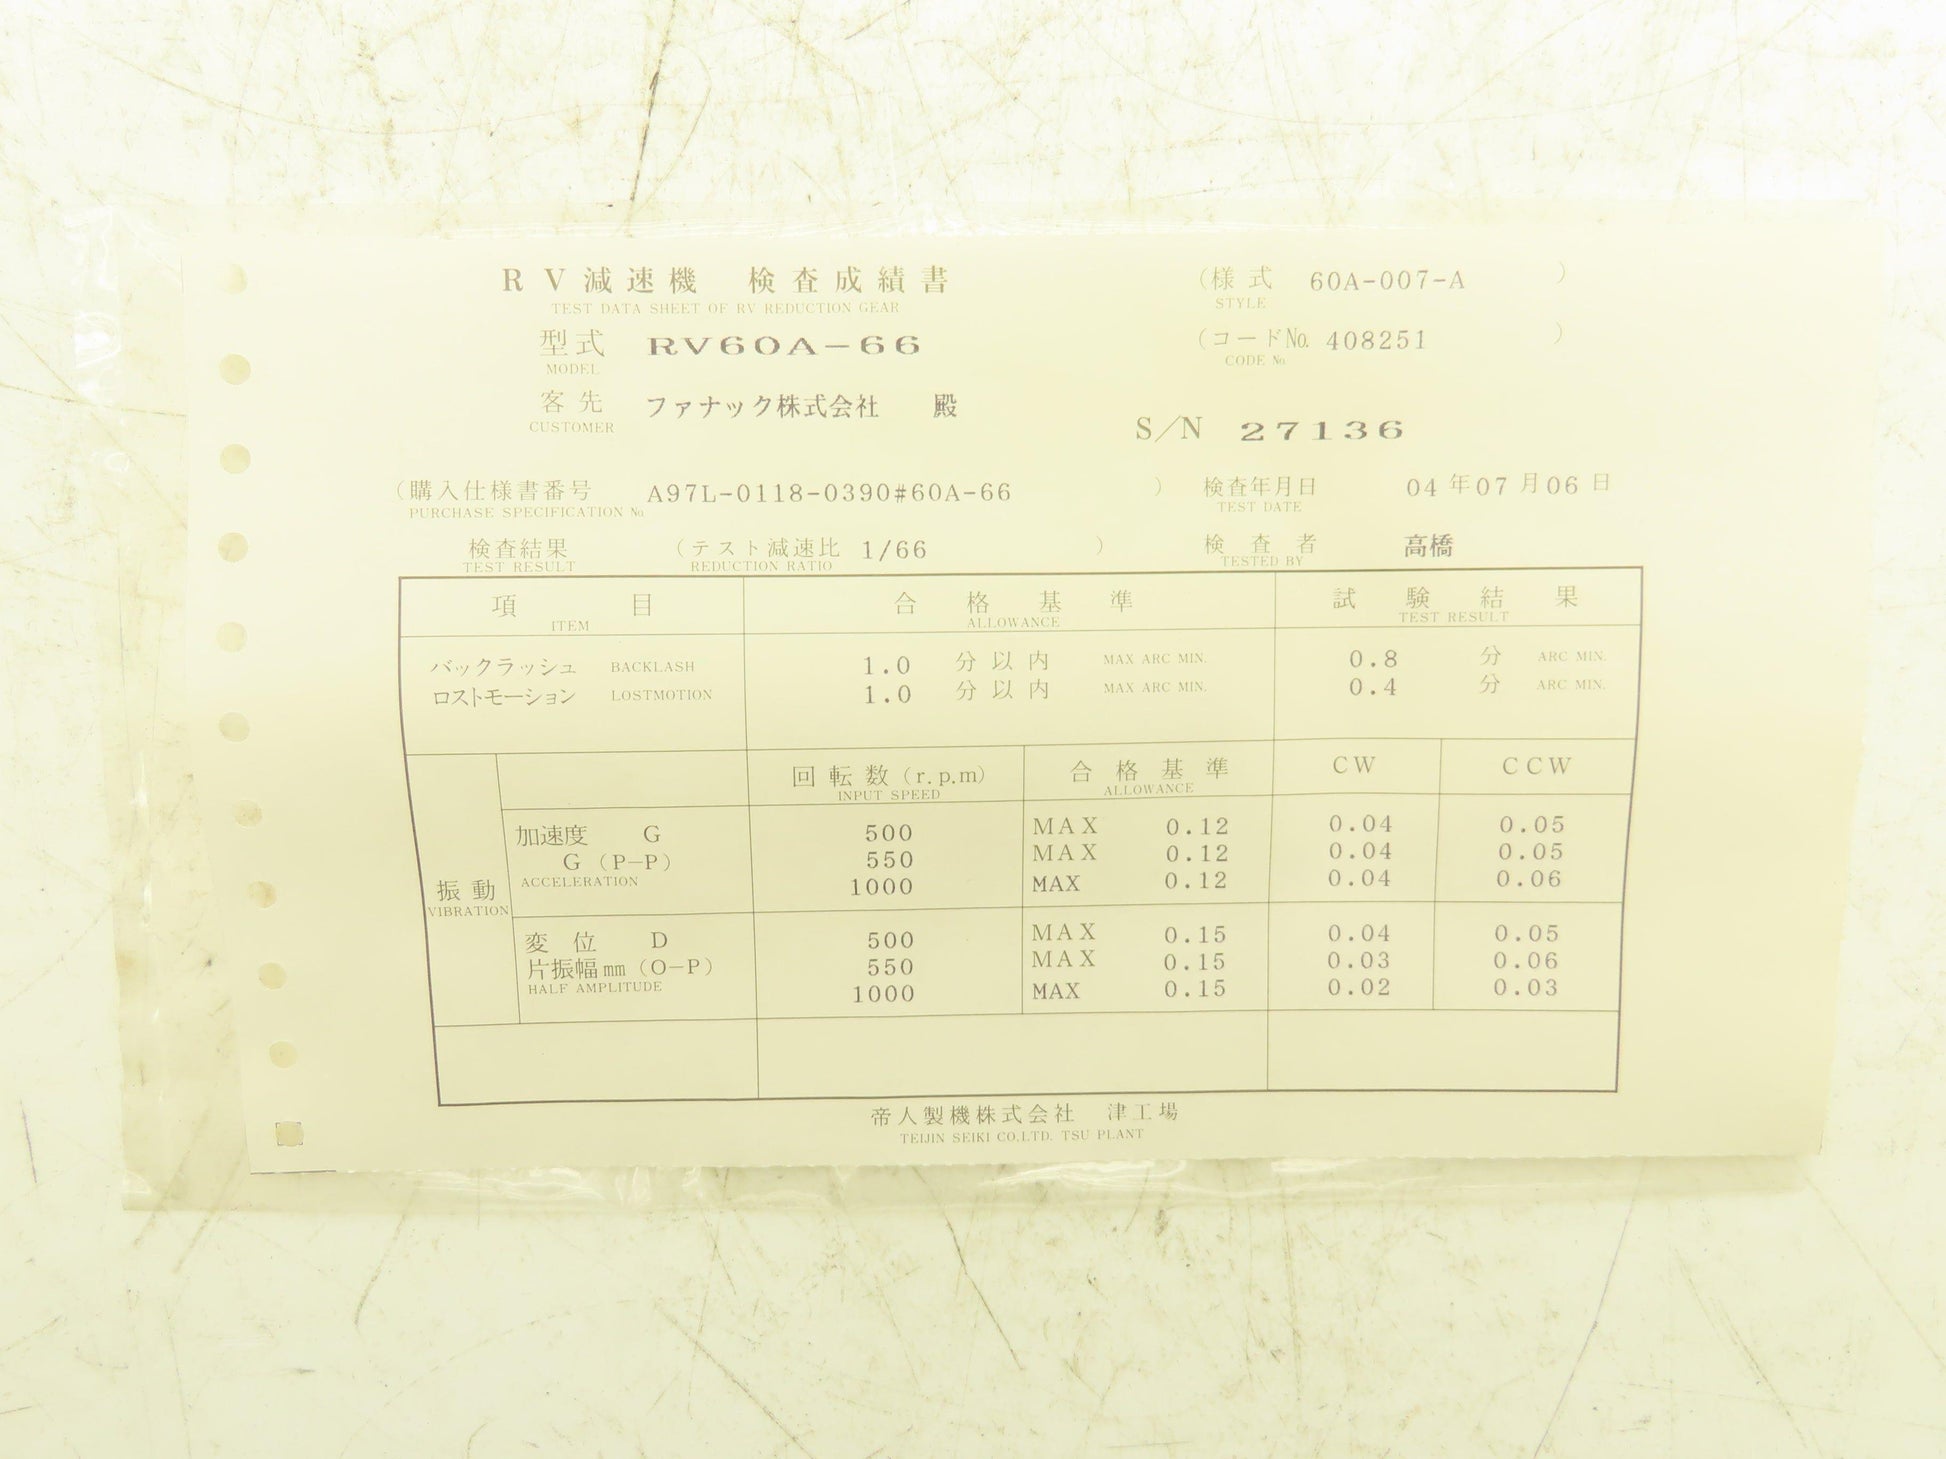 RV減速機 検査成績書
TEST DATA SHEET OF RV REDUCTION GEAR
(様式 60A-007-A )
STYLE
型式 RV60A-66
MODEL
(コードNo. 408251 )
CODE No.
客先 ファナック株式会社 殿
CUSTOMER
S/N 27136
(購入仕様書番号 A97L-0118-0390#60A-66 )
PURCHASE SPECIFICATION No.
検査年月日 04年07月06日
TEST DATE
検査結果 (テスト減速比 1/66 )
TEST RESULT REDUCTION RATIO
検査者 高橋
TESTED BY
項目 合格基準 試験結果
ITEM ALLOWANCE TEST RESULT
バックラッシュ BACKLASH 1.0 分以内 MAX ARC MIN. 0.8 分 ARC MIN.
ロストモーション LOSTMOTION 1.0 分以内 MAX ARC MIN. 0.4 分 ARC MIN.
回転数(r.p.m) 合格基準 CW CCW
INPUT SPEED ALLOWANCE
振動
VIBRATION
加速度 G 500 MAX 0.12 0.04 0.05
G (P-P) 550 MAX 0.12 0.04 0.05
ACCELERATION 1000 MAX 0.12 0.04 0.06
変位 D 500 MAX 0.15 0.04 0.05
片振幅mm (O-P) 550 MAX 0.15 0.03 0.06
HALF AMPLITUDE 1000 MAX 0.15 0.02 0.03
帝人製機株式会社 津工場
TEIJIN SEIKI CO.LTD. TSU PLANT